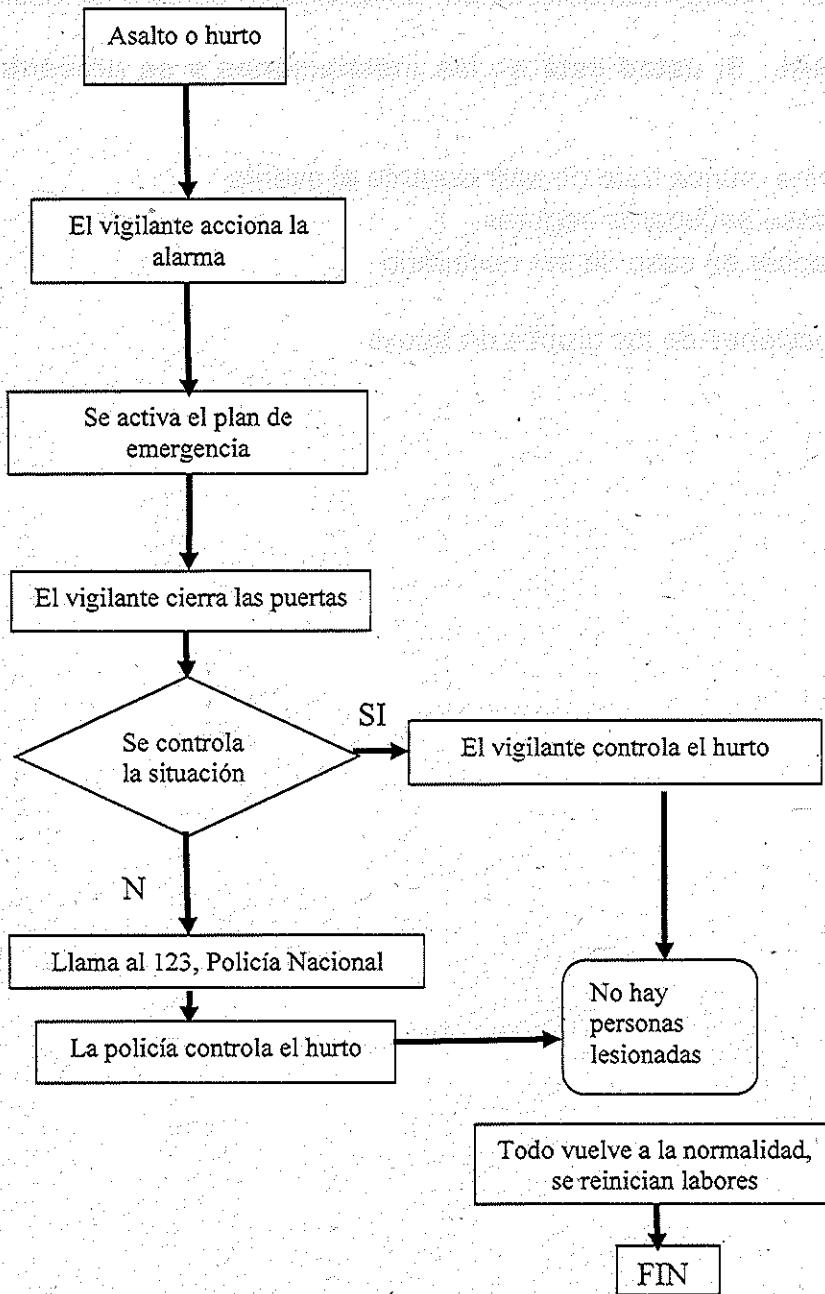 Asalto o hurto
El vigilante acciona la
alarma
Se activa el plan de
emergencia
El vigilante cierra las puertas
Se controla
la situación
SI
El vigilante controla el hurto
N
Llama al 123, Policía Nacional
La policía controla el hurto
No hay
personas
lesionadas
Todo vuelve a la normalidad,
se reinician labores
FIN